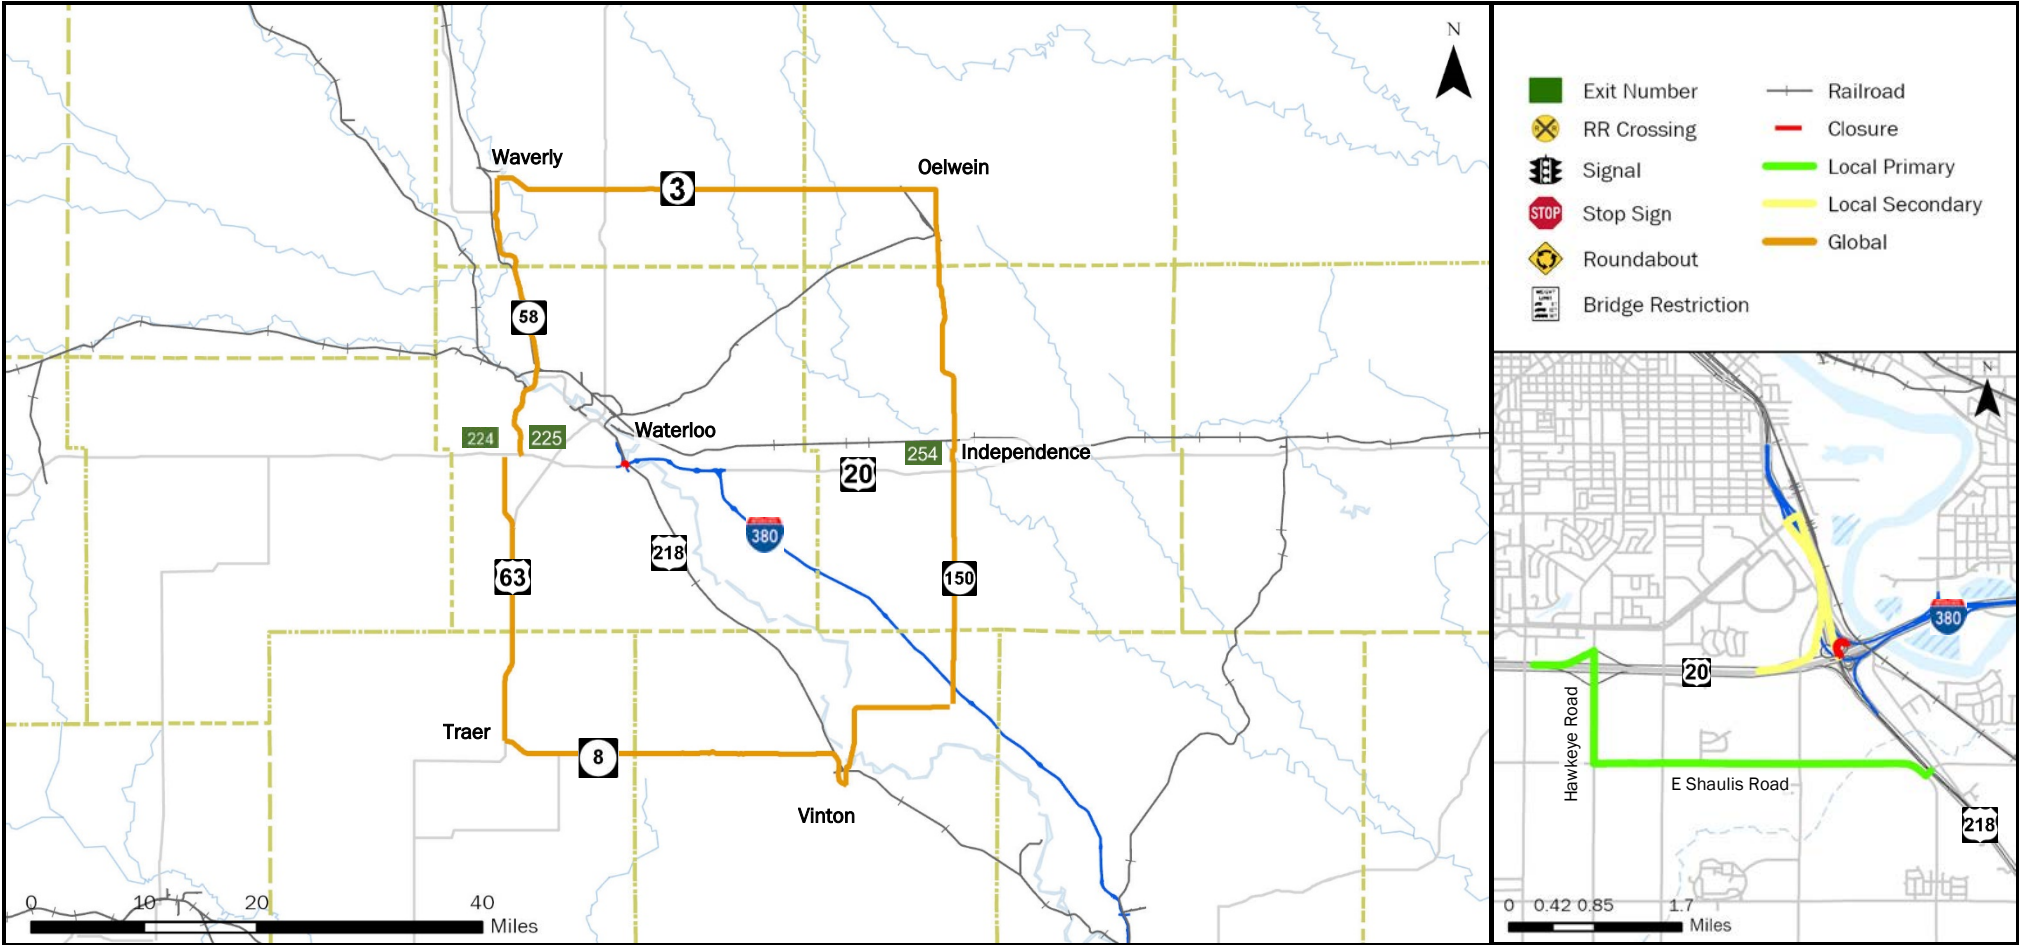 N
Waverly
Oelwein
3
58
Waterloo
224
225
254
Independence
20
380
218
63
150
Traer
8
Vinton
0
10
20
40
Miles
Exit Number
Railroad
RR Crossing
Closure
Signal
Local Primary
STOP
Stop Sign
Local Secondary
Roundabout
Global
Bridge Restriction
N
380
20
Hawkeye Road
E Shaulis Road
218
0
0.42
0.85
1.7
Miles